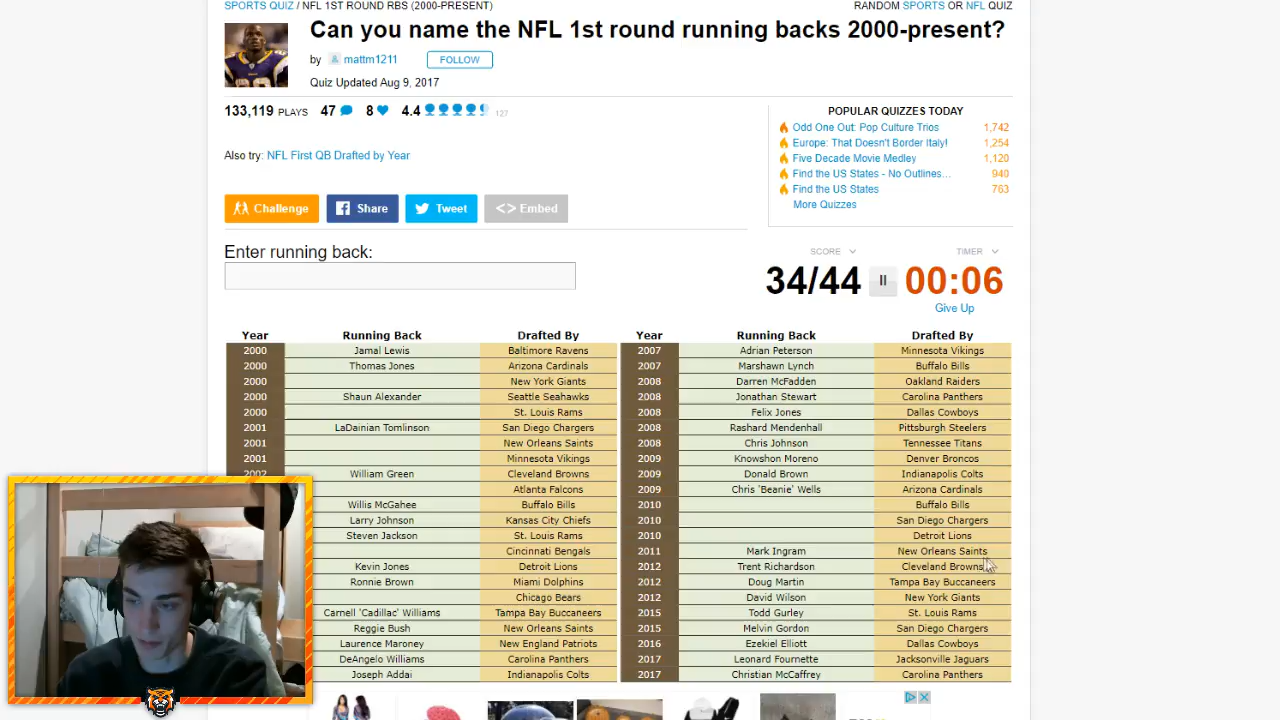 SPORTS QUIZ / NFL 1ST ROUND RBS (2000-PRESENT)
RANDOM SPORTS OR NFL QUIZ
Can you name the NFL 1st round running backs 2000-present?
by mattm1211 FOLLOW
Quiz Updated Aug 9, 2017
133,119 PLAYS 47 8 4.4 127
Also try: NFL First QB Drafted by Year
POPULAR QUIZZES TODAY
Odd One Out: Pop Culture Trios 1,742
Europe: That Doesn't Border Italy! 1,254
Five Decade Movie Medley 1,120
Find the US States - No Outlines... 940
Find the US States 763
More Quizzes
Challenge Share Tweet <> Embed
Enter running back:
SCORE TIMER
34/44 00:06
Give Up
Year Running Back Drafted By Year Running Back Drafted By
2000 Jamal Lewis Baltimore Ravens 2007 Adrian Peterson Minnesota Vikings
2000 Thomas Jones Arizona Cardinals 2007 Marshawn Lynch Buffalo Bills
2000 New York Giants 2008 Darren McFadden Oakland Raiders
2000 Shaun Alexander Seattle Seahawks 2008 Jonathan Stewart Carolina Panthers
2000 St. Louis Rams 2008 Felix Jones Dallas Cowboys
2001 LaDainian Tomlinson San Diego Chargers 2008 Rashard Mendenhall Pittsburgh Steelers
2001 New Orleans Saints 2008 Chris Johnson Tennessee Titans
2001 Minnesota Vikings 2009 Knowshon Moreno Denver Broncos
2002 William Green Cleveland Browns 2009 Donald Brown Indianapolis Colts
Atlanta Falcons 2009 Chris 'Beanie' Wells Arizona Cardinals
Willis McGahee Buffalo Bills 2010 Buffalo Bills
Larry Johnson Kansas City Chiefs 2010 San Diego Chargers
Steven Jackson St. Louis Rams 2010 Detroit Lions
Cincinnati Bengals 2011 Mark Ingram New Orleans Saints
Kevin Jones Detroit Lions 2012 Trent Richardson Cleveland Browns
Ronnie Brown Miami Dolphins 2012 Doug Martin Tampa Bay Buccaneers
Chicago Bears 2012 David Wilson New York Giants
Carnell 'Cadillac' Williams Tampa Bay Buccaneers 2015 Todd Gurley St. Louis Rams
Reggie Bush New Orleans Saints 2015 Melvin Gordon San Diego Chargers
Laurence Maroney New England Patriots 2016 Ezekiel Elliott Dallas Cowboys
DeAngelo Williams Carolina Panthers 2017 Leonard Fournette Jacksonville Jaguars
Joseph Addai Indianapolis Colts 2017 Christian McCaffrey Carolina Panthers